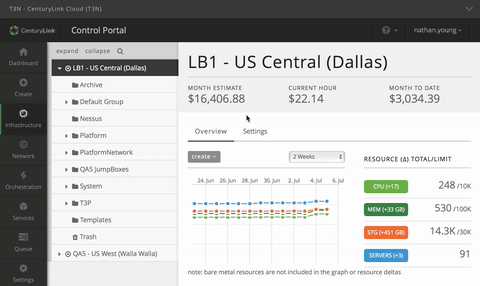 T3N - CenturyLink Cloud (T3N)
CenturyLink Control Portal ? nathan.young
Dashboard
Create
Infrastructure
Network
Orchestration
Services
Queue
Settings
expand collapse
LB1 - US Central (Dallas)
Archive
Default Group
Nessus
Platform
PlatformNetwork
QA5 JumpBoxes
System
T3P
Templates
Trash
QA5 - US West (Walla Walla)
LB1 - US Central (Dallas)
MONTH ESTIMATE CURRENT HOUR MONTH TO DATE
$16,406.88 $22.14 $3,034.39
Overview Settings
create 2 Weeks
24. Jun 26. Jun 28. Jun 30. Jun 2. Jul 4. Jul 6. Jul
RESOURCE (Δ) TOTAL/LIMIT
CPU (+17) 248 /10K
MEM (+33 GB) 530 /100K
STG (+451 GB) 14.3K /30K
SERVERS (+3) 91
note: bare metal resources are not included in the graph or resource deltas